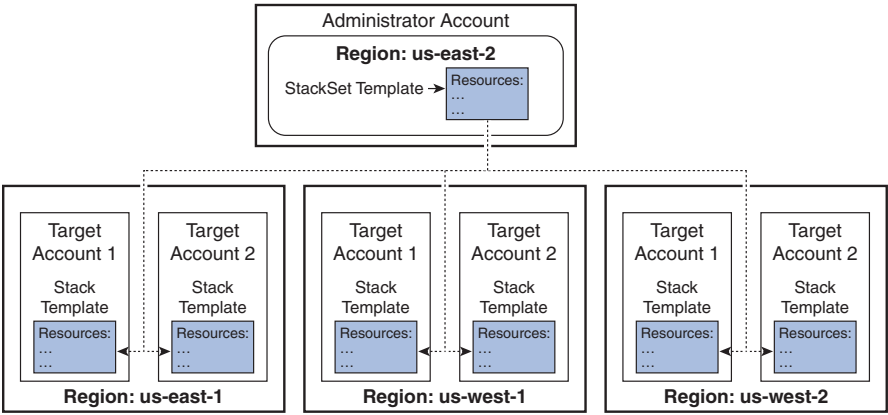 Administrator Account
Region: us-east-2
StackSet Template
Resources:
…
…
Target
Account 1
Stack
Template
Resources:
…
…
Target
Account 2
Stack
Template
Resources:
…
…
Region: us-east-1
Target
Account 1
Stack
Template
Resources:
…
…
Target
Account 2
Stack
Template
Resources:
…
…
Region: us-west-1
Target
Account 1
Stack
Template
Resources:
…
…
Target
Account 2
Stack
Template
Resources:
…
…
Region: us-west-2